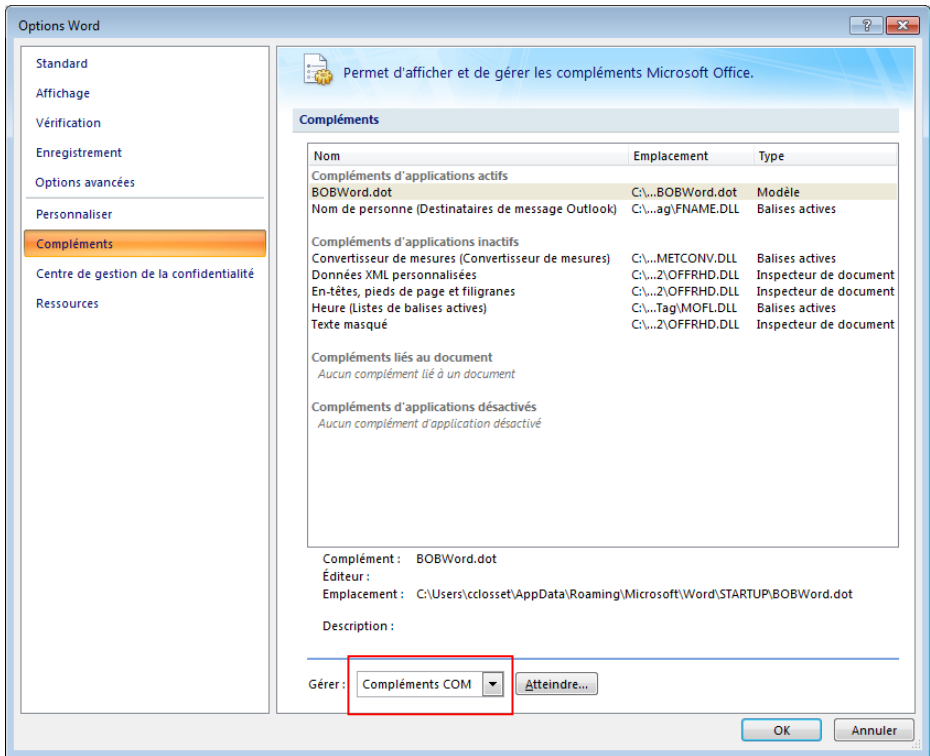 Options Word
Standard
Affichage
Vérification
Enregistrement
Options avancées
Personnaliser
Compléments
Centre de gestion de la confidentialité
Ressources
Permet d'afficher et de gérer les compléments Microsoft Office.
Compléments
Nom Emplacement Type
Compléments d'applications actifs
BOBWord.dot C:\...BOBWord.dot Modèle
Nom de personne (Destinataires de message Outlook) C:\...ag\FNAME.DLL Balises actives
Compléments d'applications inactifs
Convertisseur de mesures (Convertisseur de mesures) C:\...METCONV.DLL Balises actives
Données XML personnalisées C:\...2\OFFRHD.DLL Inspecteur de document
En-têtes, pieds de page et filigranes C:\...2\OFFRHD.DLL Inspecteur de document
Heure (Listes de balises actives) C:\...Tag\MOFL.DLL Balises actives
Texte masqué C:\...2\OFFRHD.DLL Inspecteur de document
Compléments liés au document
Aucun complément lié à un document
Compléments d'applications désactivés
Aucun complément d'application désactivé
Complément : BOBWord.dot
Éditeur :
Emplacement : C:\Users\cclosset\AppData\Roaming\Microsoft\Word\STARTUP\BOBWord.dot
Description :
Gérer : Compléments COM Atteindre...
OK Annuler